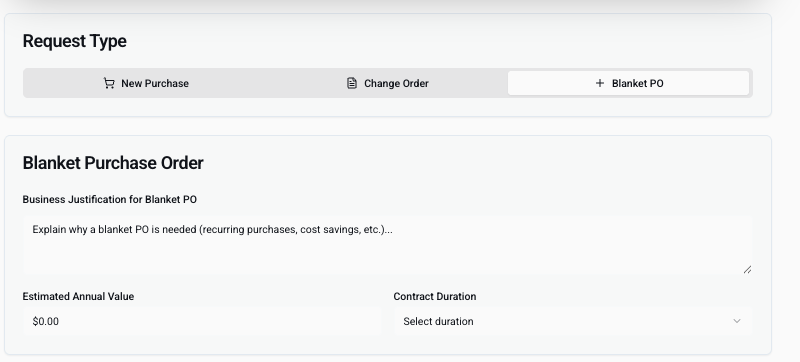 Request Type
New Purchase
Change Order
Blanket PO
Blanket Purchase Order
Business Justification for Blanket PO
Explain why a blanket PO is needed (recurring purchases, cost savings, etc.)...
Estimated Annual Value
Contract Duration
$0.00
Select duration